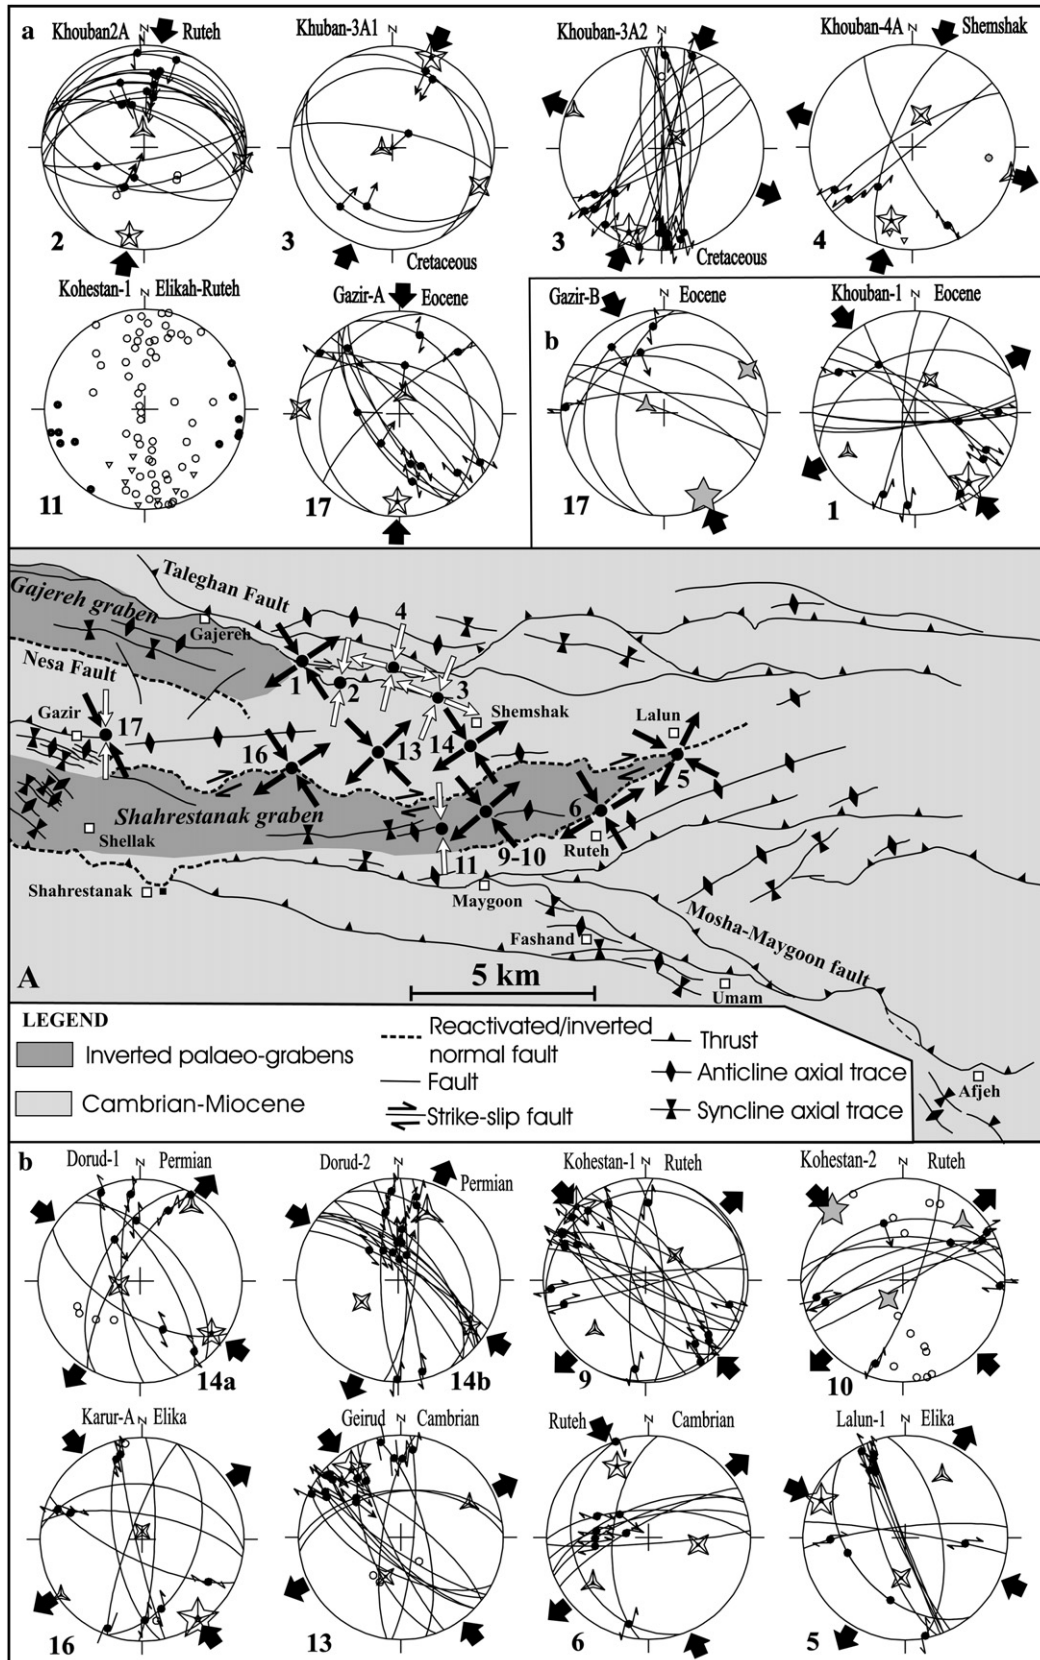 a
Khouban2A N Ruteh
2
Khuban-3A1 N
3
Cretaceous
Khouban-3A2 N
3
Cretaceous
Khouban-4A N Shemshak
4
Kohestan-1 N Elikah-Ruteh
11
Gazir-A N Eocene
17
b
Gazir-B N Eocene
17
Khouban-1 N Eocene
1
Gajereh graben
Taleghan Fault
Gajereh
Nesa Fault
1
2
4
3
Shemshak
Gazir
17
16
13
14
Lalun
5
Shahrestanak graben
6
Shellak
11
9-10
Ruteh
Shahrestanak
Maygoon
Mosha-Maygoon fault
Fashand
A
5 km
Umam
Afjeh
LEGEND
Inverted palaeo-grabens
Cambrian-Miocene
Reactivated/inverted
normal fault
Fault
Strike-slip fault
Thrust
Anticline axial trace
Syncline axial trace
b
Dorud-1 N Permian
14a
Dorud-2 N
Permian
14b
Kohestan-1 N Ruteh
9
Kohestan-2 N Ruteh
10
Karur-A N Elika
16
Geirud N Cambrian
13
Ruteh N Cambrian
6
Lalun-1 N Elika
5